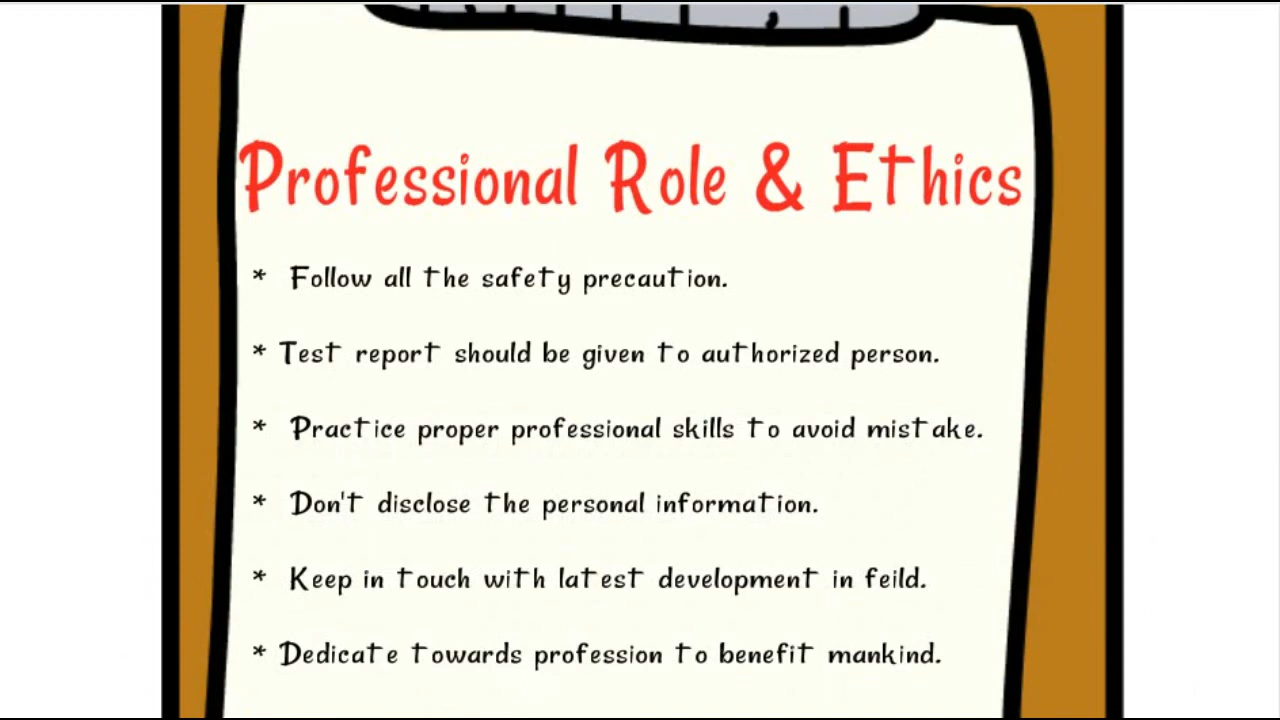 Professional Role & Ethics
* Follow all the safety precaution.
* Test report should be given to authorized person.
* Practice proper professional skills to avoid mistake.
* Don't disclose the personal information.
* Keep in touch with latest development in feild.
* Dedicate towards profession to benefit mankind.